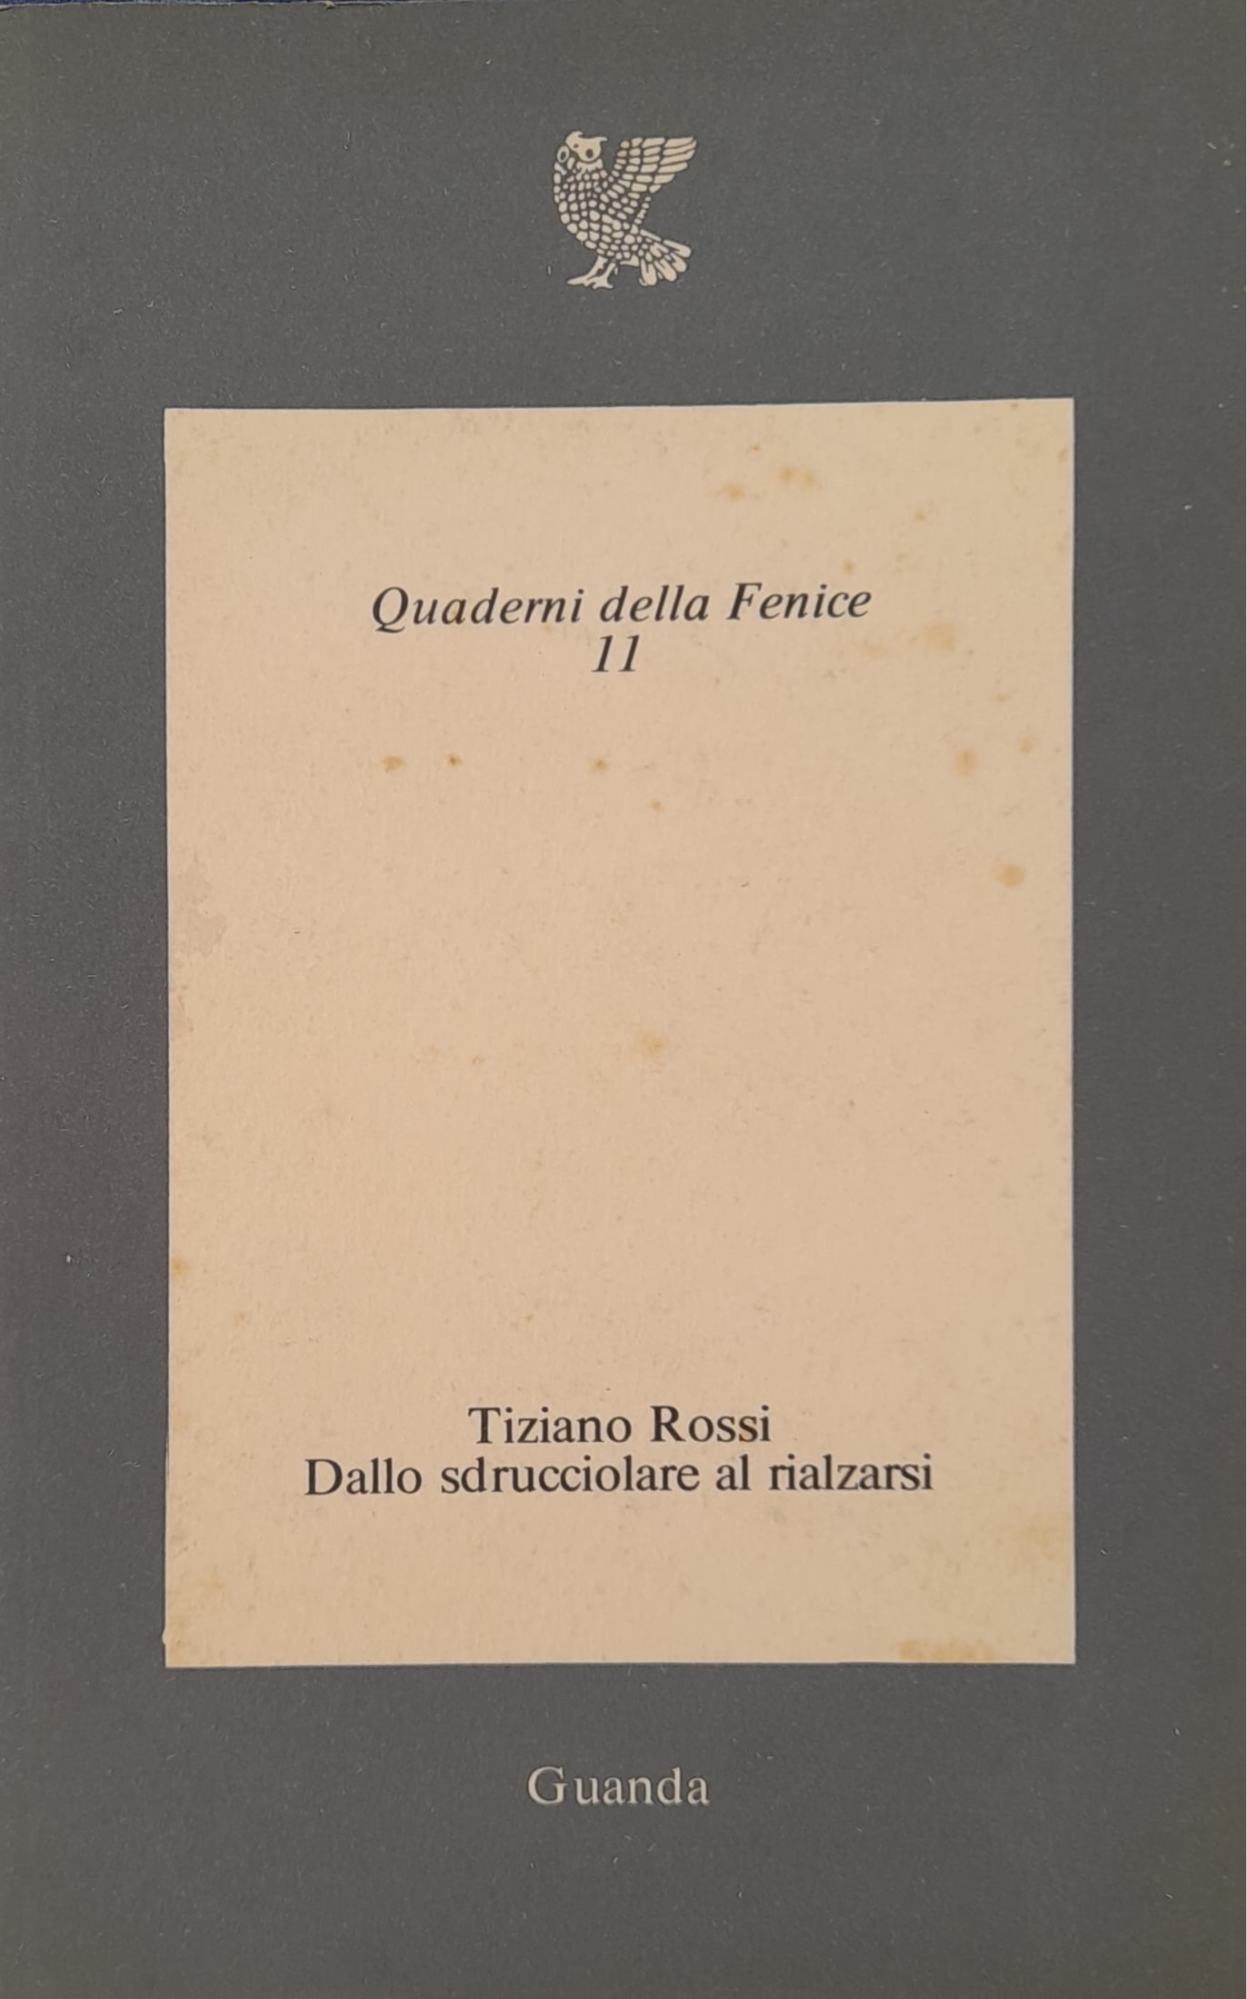 Quaderni della Fenice
11
Tiziano Rossi
Dallo sdrucciolare al rialzarsi
Guanda